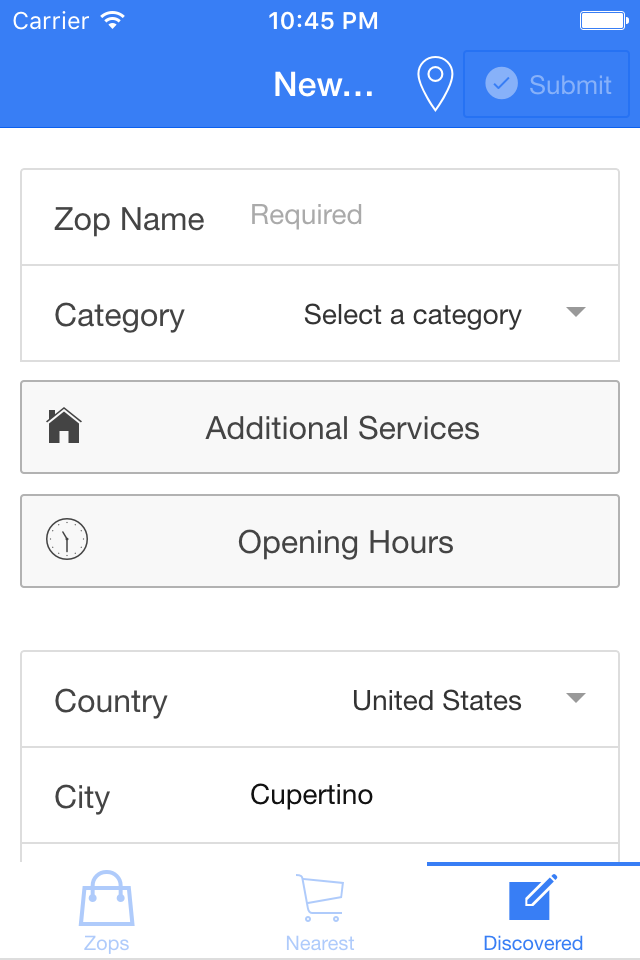 Carrier 10:45 PM
New... Submit
Zop Name Required
Category Select a category
Additional Services
Opening Hours
Country United States
City Cupertino
Zops Nearest Discovered